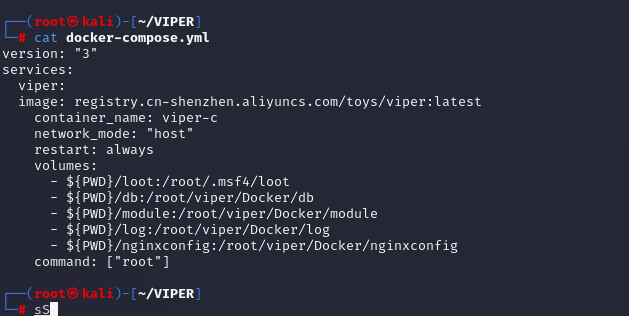 ┌──(root㉿kali)-[~/VIPER]
└─# cat docker-compose.yml
version: "3"
services:
  viper:
  image: registry.cn-shenzhen.aliyuncs.com/toys/viper:latest
    container_name: viper-c
    network_mode: "host"
    restart: always
    volumes:
      - ${PWD}/loot:/root/.msf4/loot
      - ${PWD}/db:/root/viper/Docker/db
      - ${PWD}/module:/root/viper/Docker/module
      - ${PWD}/log:/root/viper/Docker/log
      - ${PWD}/nginxconfig:/root/viper/Docker/nginxconfig
    command: ["root"]
┌──(root㉿kali)-[~/VIPER]
└─# sS